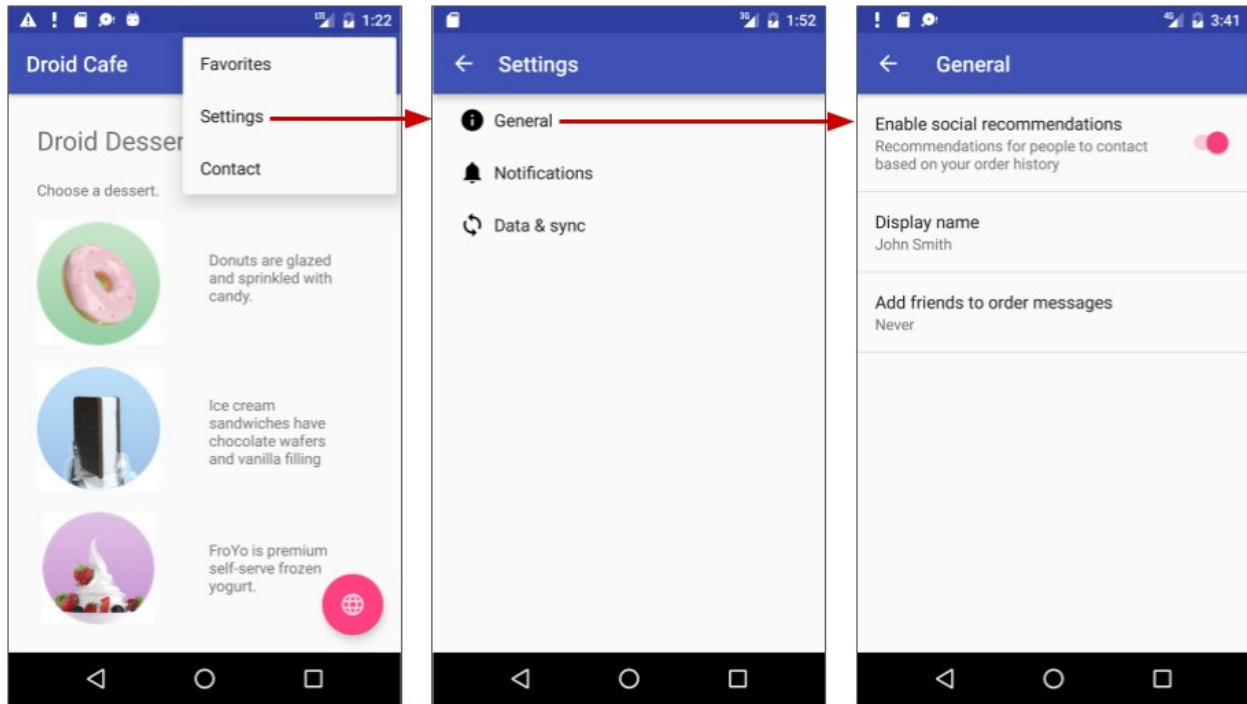 LTE 1:22
Droid Cafe
Favorites
Settings
Contact
Droid Desser
Choose a dessert.
Donuts are glazed
and sprinkled with
candy.
Ice cream
sandwiches have
chocolate wafers
and vanilla filling
FroYo is premium
self-serve frozen
yogurt.
3G 1:52
Settings
General
Notifications
Data & sync
4G 3:41
General
Enable social recommendations
Recommendations for people to contact
based on your order history
Display name
John Smith
Add friends to order messages
Never